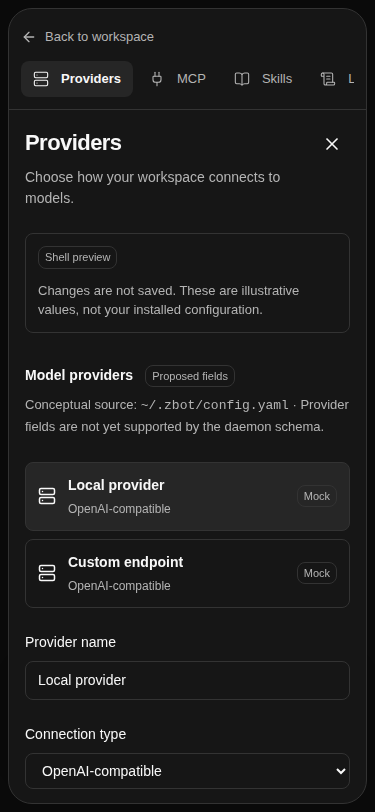 Back to workspace
Providers
MCP
Skills
L
Providers
Choose how your workspace connects to
models.
Shell preview
Changes are not saved. These are illustrative
values, not your installed configuration.
Model providers
Proposed fields
Conceptual source: ~/.zbot/config.yaml · Provider
fields are not yet supported by the daemon schema.
Local provider
OpenAI-compatible
Mock
Custom endpoint
OpenAI-compatible
Mock
Provider name
Local provider
Connection type
OpenAI-compatible